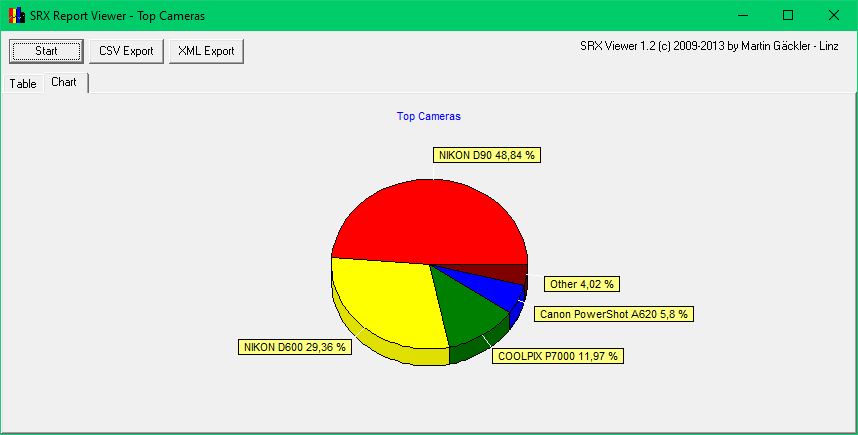 SRX Report Viewer - Top Cameras
Start
CSV Export
XML Export
SRX Viewer 1.2 (c) 2009-2013 by Martin Gäckler - Linz
Table
Chart
Top Cameras
NIKON D90 48,84 %
Other 4,02 %
Canon PowerShot A620 5,8 %
NIKON D600 29,36 %
COOLPIX P7000 11,97 %